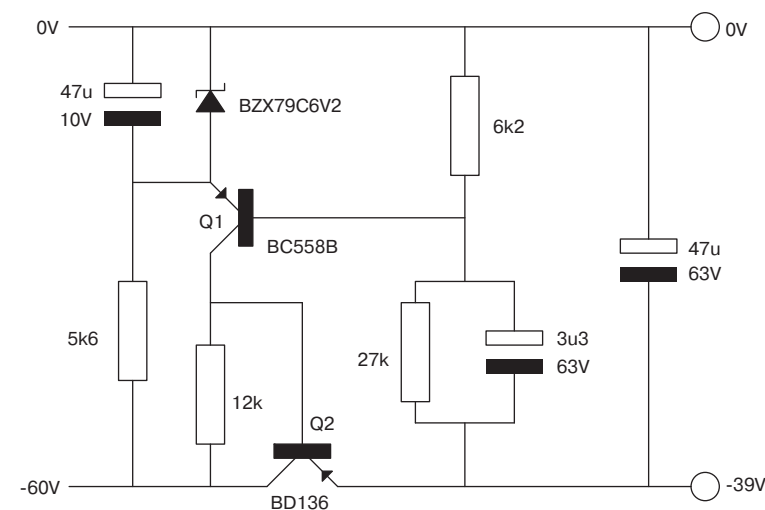 0V
0V
47u
10V
BZX79C6V2
6k2
Q1
BC558B
47u
63V
5k6
27k
3u3
63V
12k
Q2
-60V
BD136
-39V